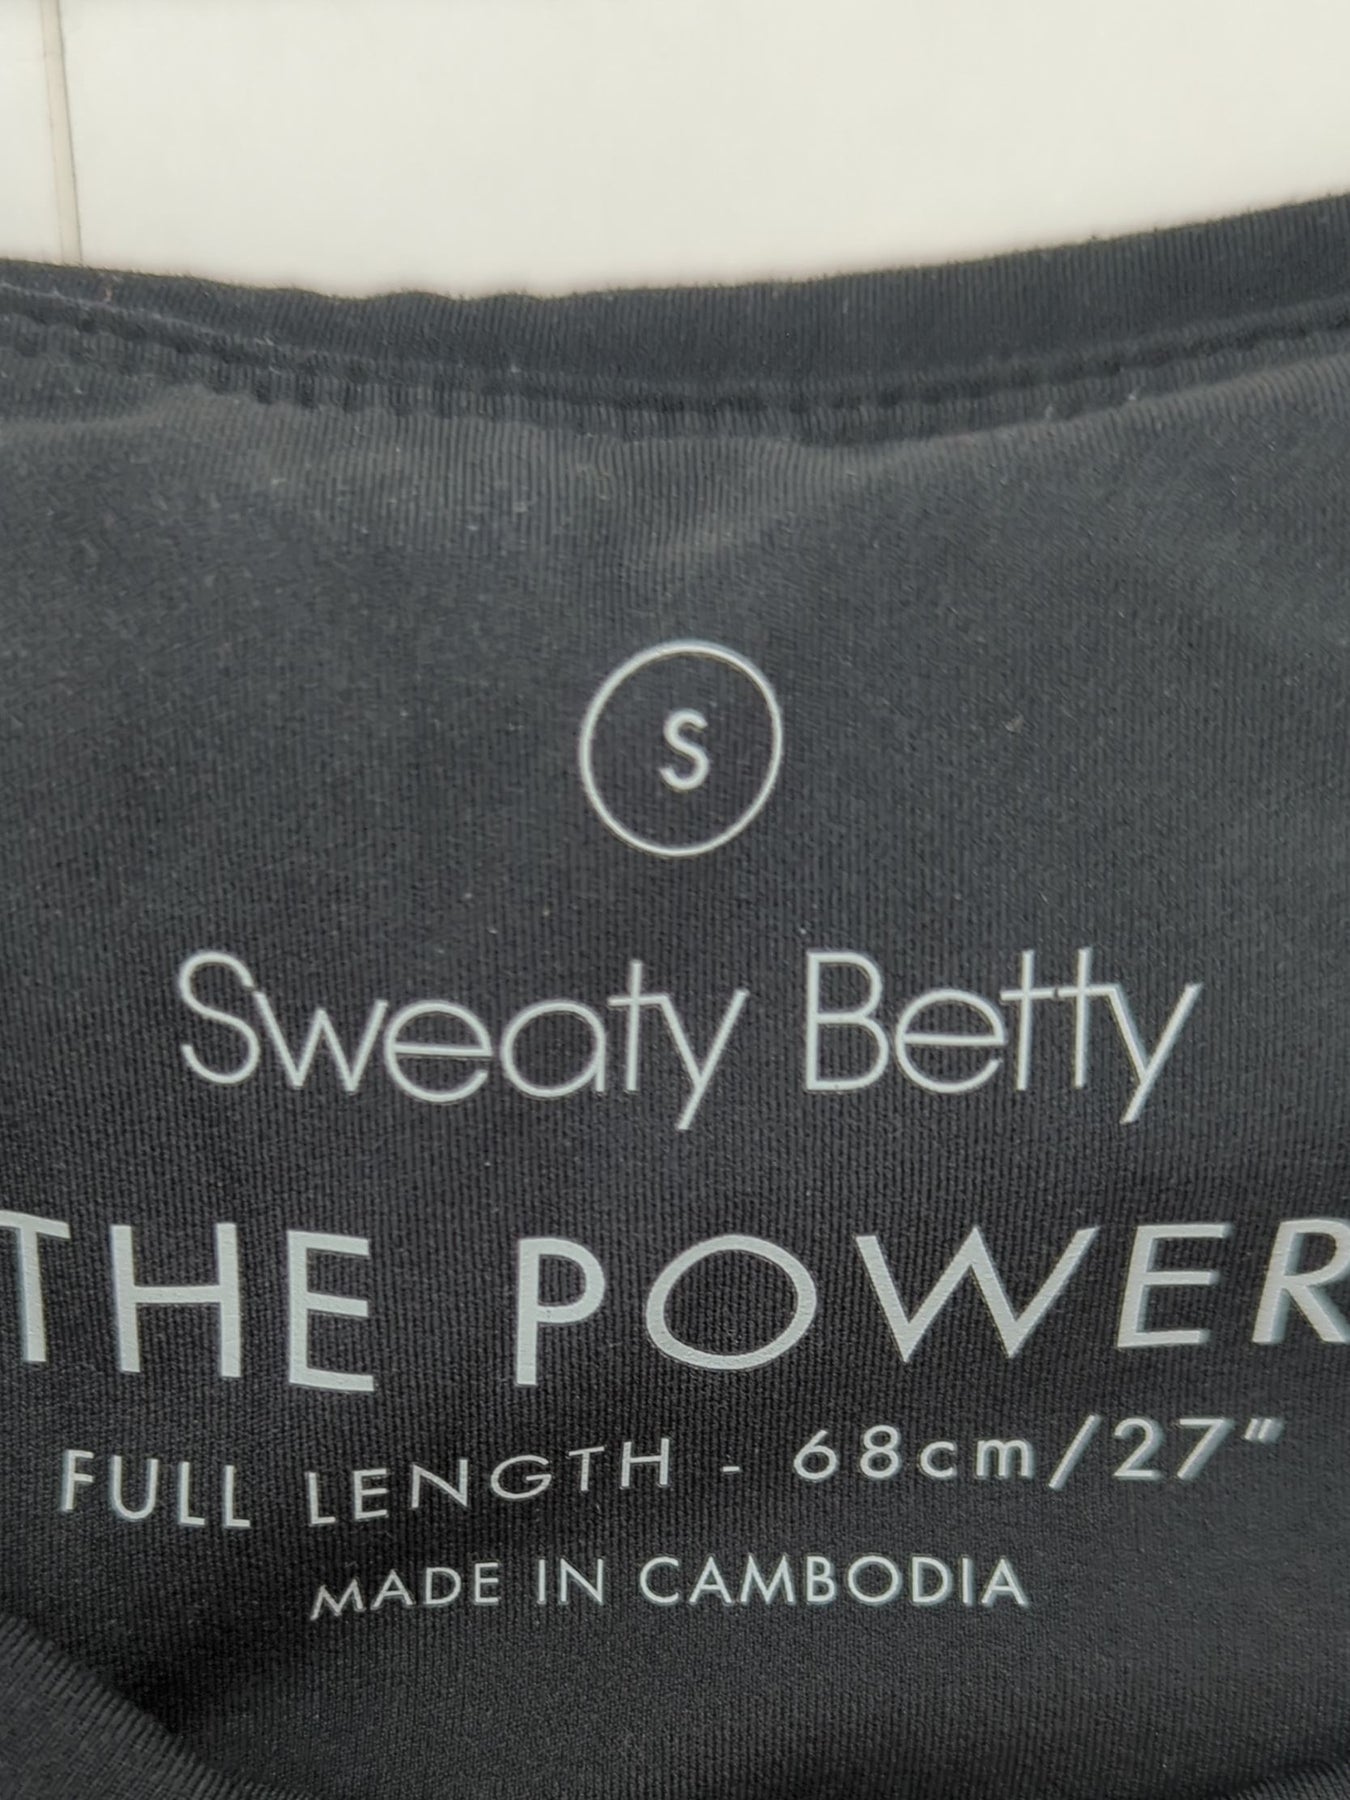 S
Sweaty Betty
THE POWER
FULL LENGTH - 68cm/27"
MADE IN CAMBODIA